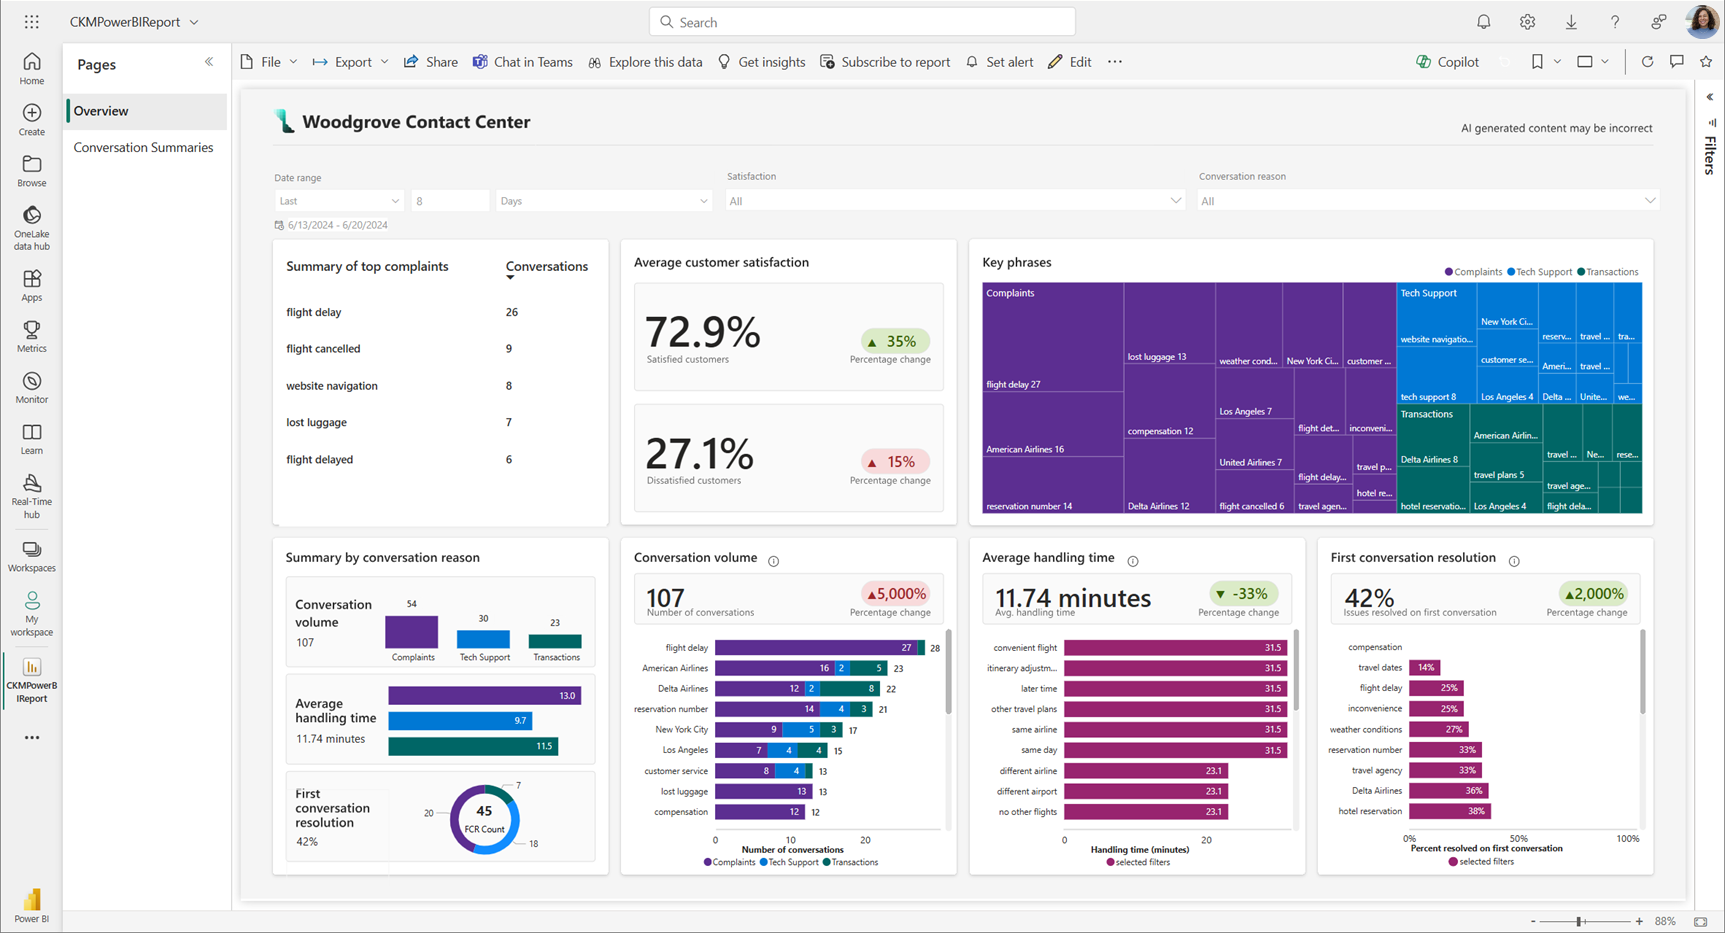 CKMPowerBIReport
Search
Home
Create
Browse
OneLake
data hub
Apps
Metrics
Monitor
Learn
Real-Time
hub
Workspaces
My
workspace
CKMPowerB
IReport
Power BI
Pages
Overview
Conversation Summaries
File
Export
Share
Chat in Teams
Explore this data
Get insights
Subscribe to report
Set alert
Edit
Copilot
Filters
Woodgrove Contact Center
AI generated content may be incorrect
Date range
Last
8
Days
6/13/2024 - 6/20/2024
Satisfaction
All
Conversation reason
All
Summary of top complaints Conversations
flight delay 26
flight cancelled 9
website navigation 8
lost luggage 7
flight delayed 6
Average customer satisfaction
72.9%
Satisfied customers
▲ 35%
Percentage change
27.1%
Dissatisfied customers
▲ 15%
Percentage change
Key phrases
Complaints Tech Support Transactions
Complaints
flight delay 27
American Airlines 16
reservation number 14
lost luggage 13
compensation 12
Delta Airlines 12
weather cond...
New York Ci...
customer ...
Los Angeles 7
United Airlines 7
flight cancelled 6
flight det...
inconveni...
flight delay...
travel agen...
travel p...
hotel re...
Tech Support
website navigatio...
tech support 8
New York Ci...
customer se...
Los Angeles 4
reserv...
travel ...
tra...
Ameri...
travel ...
Delta ...
Unite...
we...
Transactions
Delta Airlines 8
hotel reservatio...
American Airlin...
travel plans 5
Los Angeles 4
travel ...
Ne...
rese...
travel age...
flight dela...
Summary by conversation reason
Conversation
volume
107
54
30
23
Complaints
Tech Support
Transactions
Average
handling time
11.74 minutes
13.0
9.7
11.5
First
conversation
resolution
42%
45
FCR Count
7
20
18
Conversation volume
107
Number of conversations
▲5,000%
Percentage change
flight delay 27 28
American Airlines 16 2 5 23
Delta Airlines 12 2 8 22
reservation number 14 4 3 21
New York City 9 5 3 17
Los Angeles 7 4 4 15
customer service 8 4 13
lost luggage 13 13
compensation 12 12
0 10 20
Number of conversations
Complaints Tech Support Transactions
Average handling time
11.74 minutes
Avg. handling time
▼ -33%
Percentage change
convenient flight 31.5
itinerary adjustm... 31.5
later time 31.5
other travel plans 31.5
same airline 31.5
same day 31.5
different airline 23.1
different airport 23.1
no other flights 23.1
0 20
Handling time (minutes)
selected filters
First conversation resolution
42%
Issues resolved on first conversation
▲2,000%
Percentage change
compensation
travel dates 14%
flight delay 25%
inconvenience 25%
weather conditions 27%
reservation number 33%
travel agency 33%
Delta Airlines 36%
hotel reservation 38%
0% 50% 100%
Percent resolved on first conversation
selected filters
88%